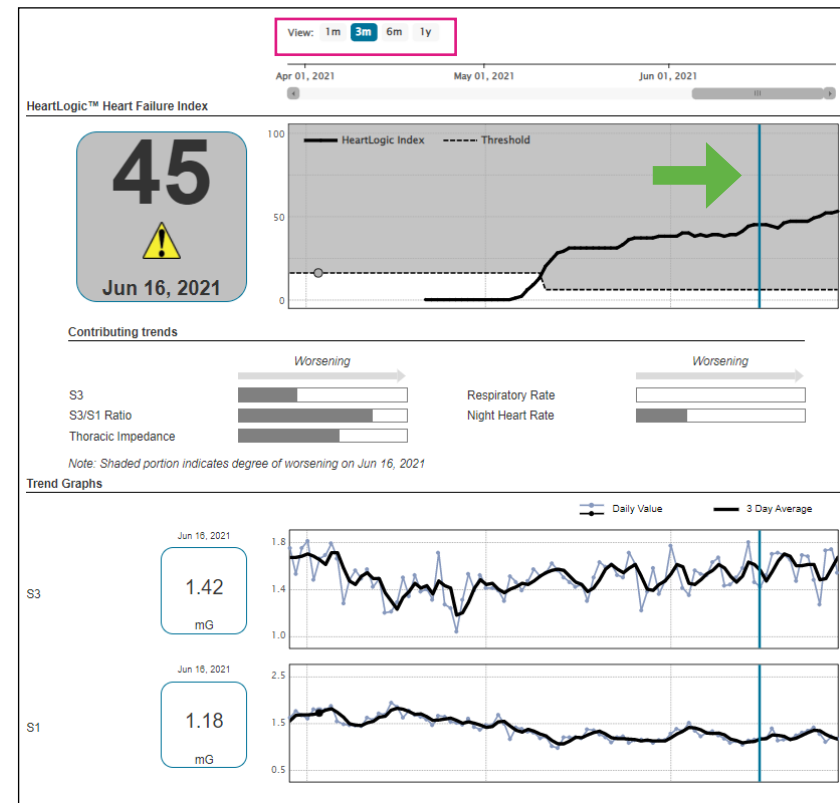 View: 1m 3m 6m 1y
Apr 01, 2021 May 01, 2021 Jun 01, 2021
HeartLogic™ Heart Failure Index
45
Jun 16, 2021
100
HeartLogic Index Threshold
50
0
Contributing trends
Worsening Worsening
S3 Respiratory Rate
S3/S1 Ratio Night Heart Rate
Thoracic Impedance
Note: Shaded portion indicates degree of worsening on Jun 16, 2021
Trend Graphs
Daily Value 3 Day Average
S3
Jun 16, 2021
1.42
mG
1.8
1.4
1.0
S1
Jun 16, 2021
1.18
mG
2.5
1.5
0.5